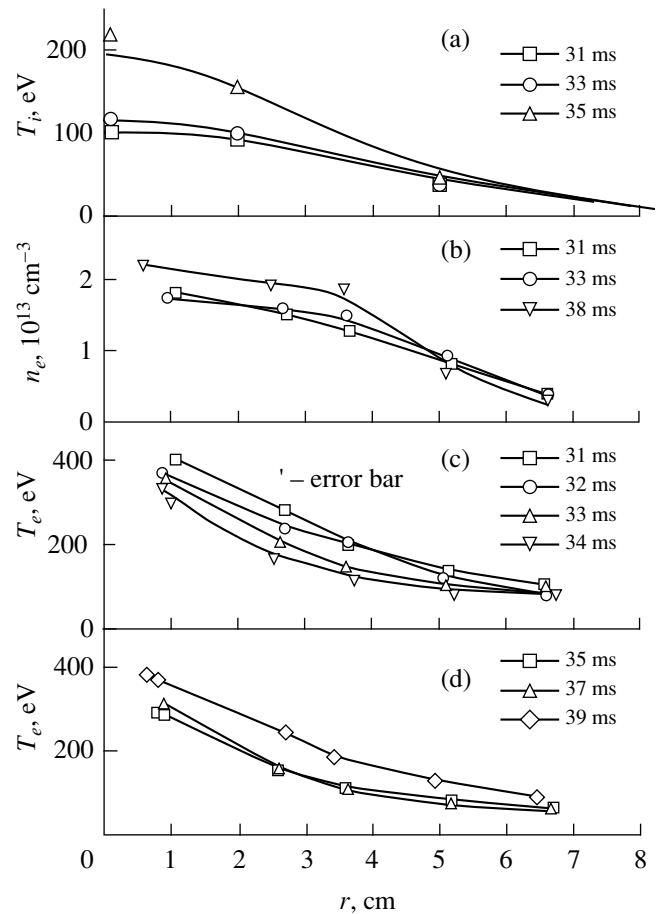 (a)
31 ms
33 ms
35 ms
200
100
0
T_i, eV
(b)
31 ms
33 ms
38 ms
2
1
0
n_e, 10^13 cm^−3
(c)
31 ms
32 ms
33 ms
34 ms
' – error bar
400
200
0
T_e, eV
(d)
35 ms
37 ms
39 ms
400
200
T_e, eV
0 1 2 3 4 5 6 7 8
r, cm